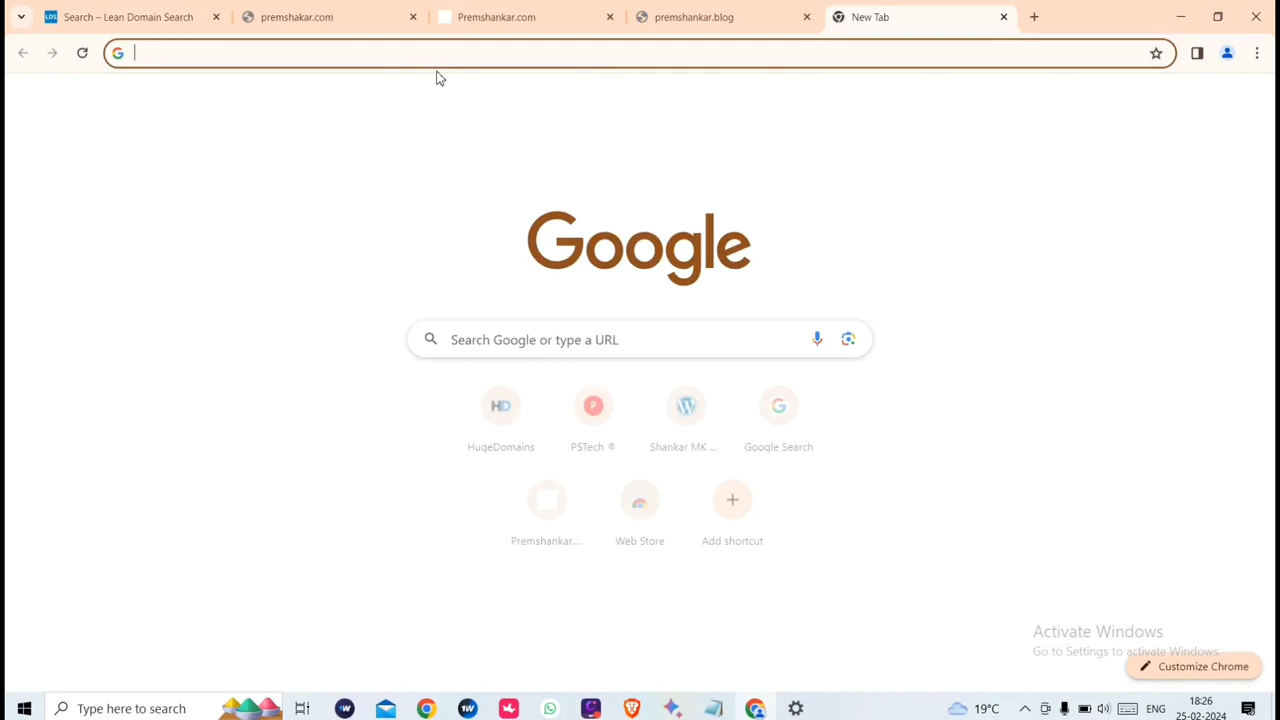 LDS Search – Lean Domain Search
premshakar.com
Premshankar.com
premshankar.blog
New Tab
Google
Search Google or type a URL
HD
P
HugeDomains
PSTech ®
Shankar MK ...
Google Search
Premshankar....
Web Store
Add shortcut
Activate Windows
Go to Settings to activate Windows.
Customize Chrome
Type here to search
19°C
ENG
18:26
25-02-2024